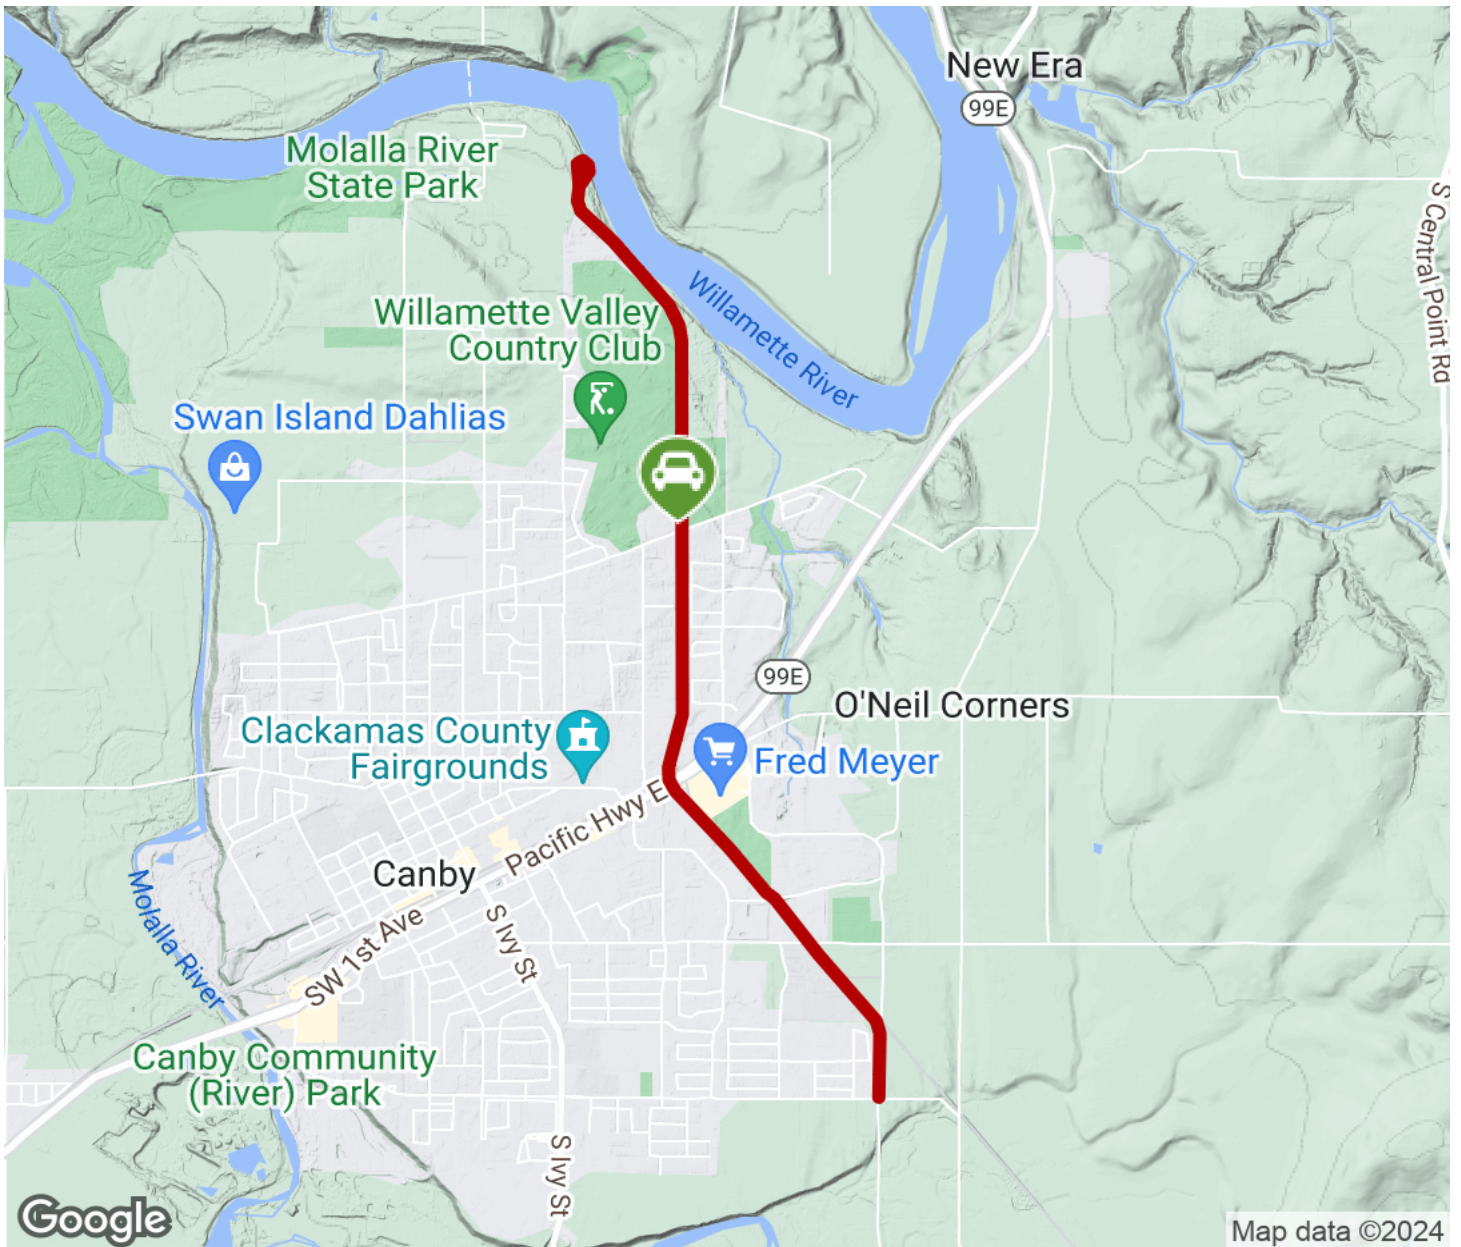 New Era
99E
Molalla River
State Park
S Central Point Rd
Willamette River
Willamette Valley
Country Club
Swan Island Dahlias
99E
O'Neil Corners
Clackamas County
Fairgrounds
Fred Meyer
Pacific Hwy E
Canby
Molalla River
SW 1st Ave
S Ivy St
Canby Community
(River) Park
S Ivy St
Google
Map data ©2024